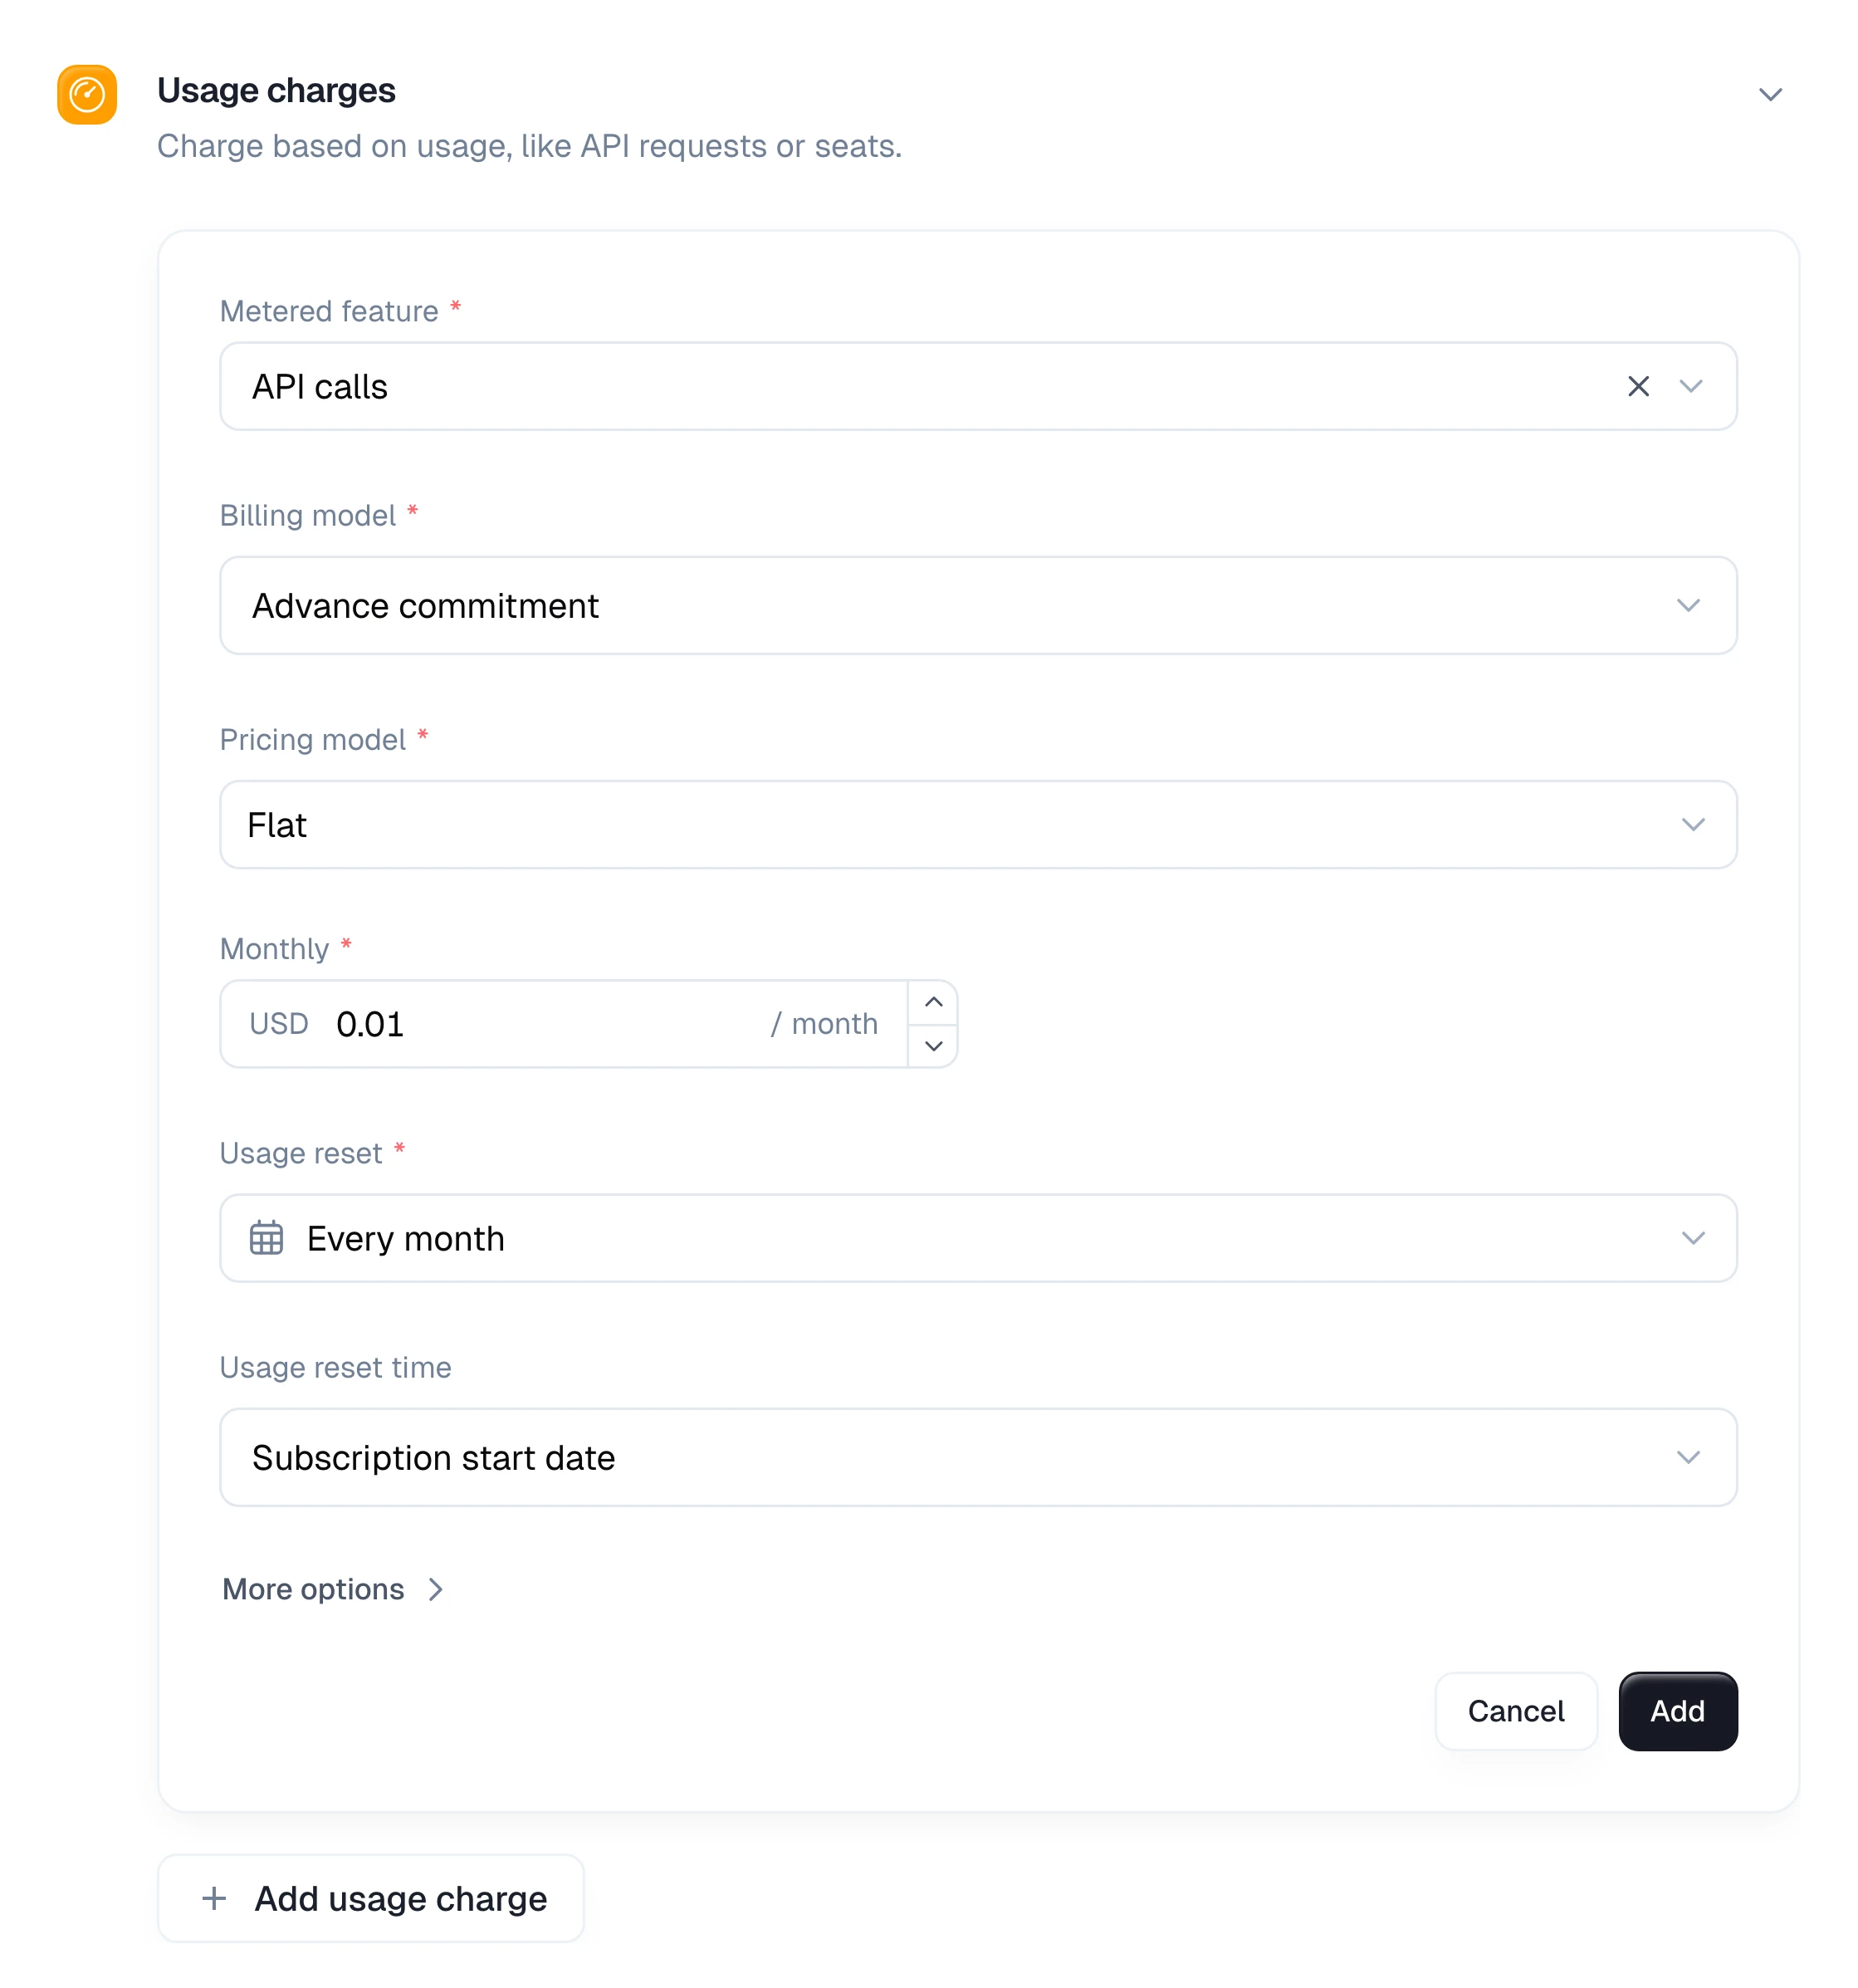 Usage charges
Charge based on usage, like API requests or seats.
Metered feature *
API calls
Billing model *
Advance commitment
Pricing model *
Flat
Monthly *
USD 0.01 / month
Usage reset *
Every month
Usage reset time
Subscription start date
More options
Cancel Add
Add usage charge